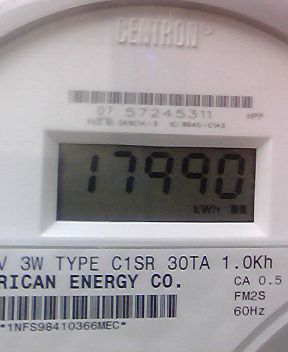 CENTRON
07 57245311 HPP
17990
kWh
V 3W TYPE C1SR 30TA 1.0Kh
RICAN ENERGY CO. CA 0.5
FM2S
60Hz
*1NFS98410366MEC*